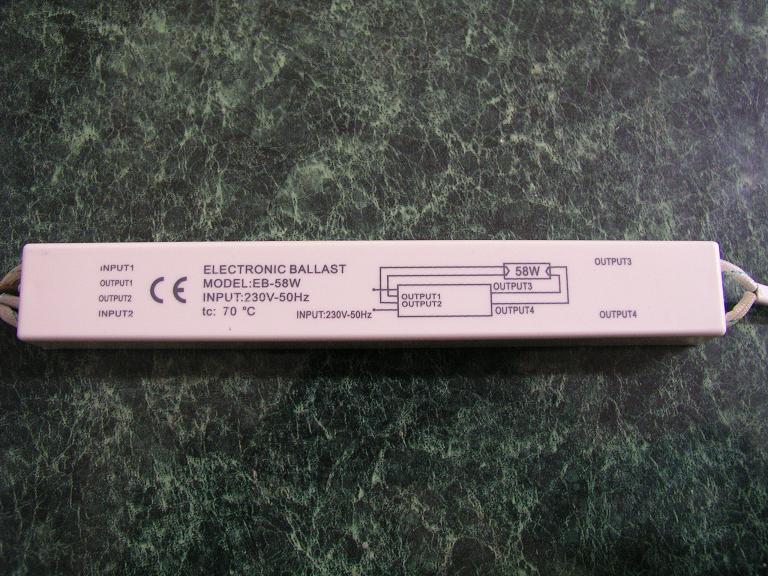 INPUT1
OUTPUT1
OUTPUT2
INPUT2
CE
ELECTRONIC BALLAST
MODEL:EB-58W
INPUT:230V-50Hz
tc: 70 °C
INPUT:230V-50Hz
OUTPUT1
OUTPUT2
58W
OUTPUT3
OUTPUT4
OUTPUT3
OUTPUT4